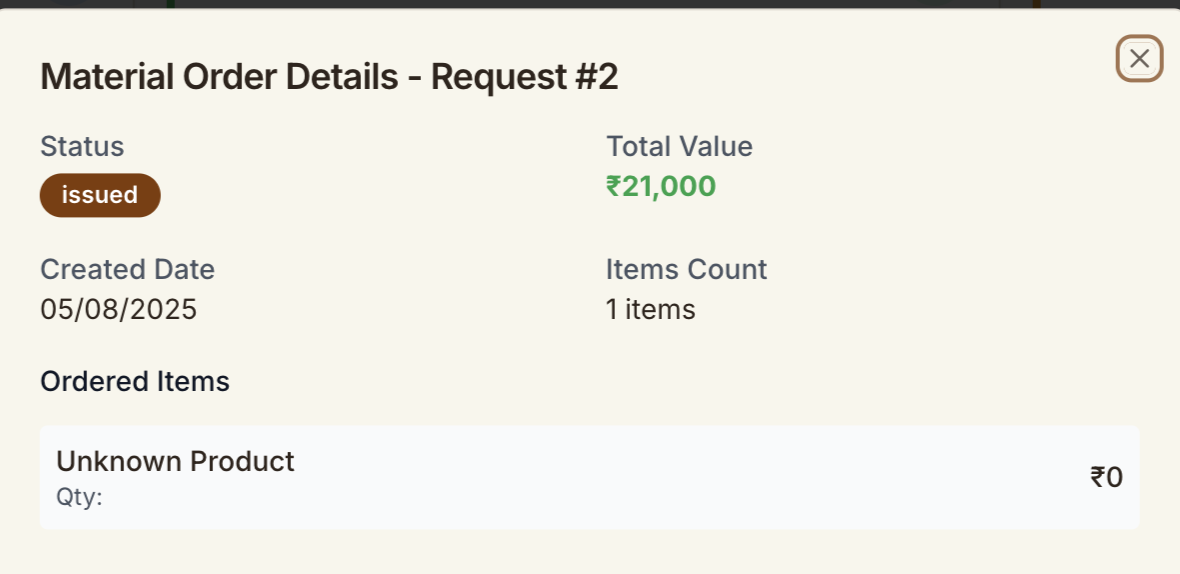 Material Order Details - Request #2
Status
Total Value
issued
₹21,000
Created Date
Items Count
05/08/2025
1 items
Ordered Items
Unknown Product
₹0
Qty: